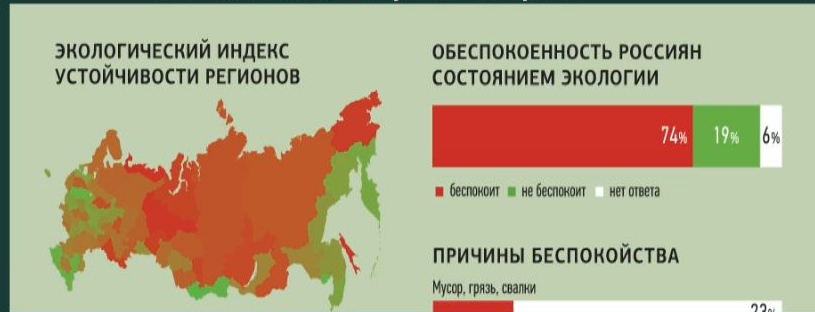 ЭКОЛОГИЧЕСКИЙ ИНДЕКС
УСТОЙЧИВОСТИ РЕГИОНОВ
ОБЕСПОКОЕННОСТЬ РОССИЯН
СОСТОЯНИЕМ ЭКОЛОГИИ
74% 19% 6%
беспокоит не беспокоит нет ответа
ПРИЧИНЫ БЕСПОКОЙСТВА
Мусор, грязь, свалки
23%